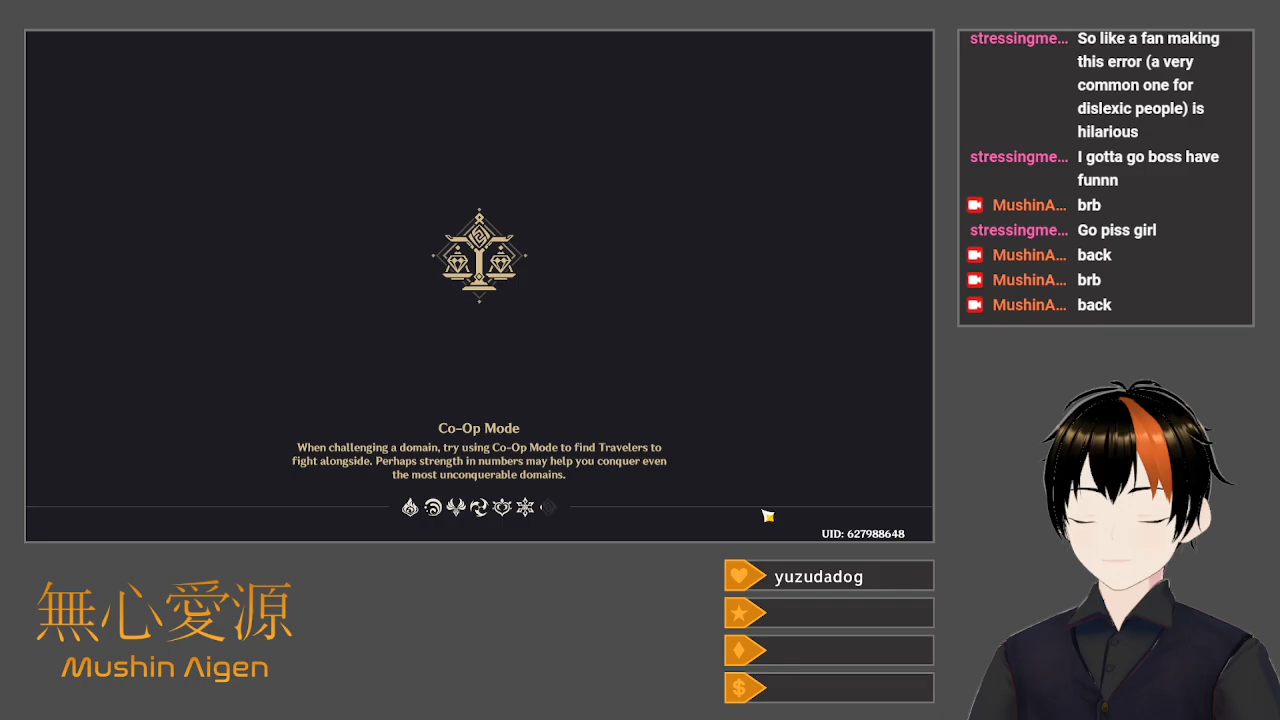 stressingme... So like a fan making
this error (a very
common one for
dislexic people) is
hilarious
stressingme... I gotta go boss have
funnn
MushinA... brb
stressingme... Go piss girl
MushinA... back
MushinA... brb
MushinA... back
Co-Op Mode
When challenging a domain, try using Co-Op Mode to find Travelers to
fight alongside. Perhaps strength in numbers may help you conquer even
the most unconquerable domains.
UID: 627988648
yuzudadog
無心愛源
Mushin Aigen